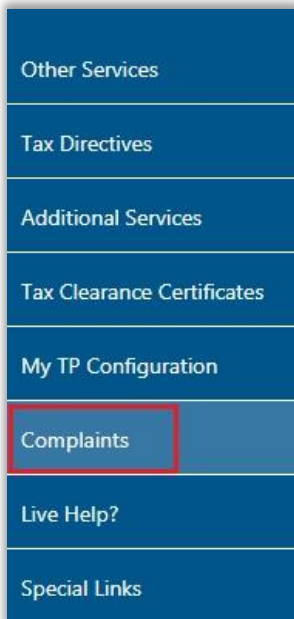 Other Services
Tax Directives
Additional Services
Tax Clearance Certificates
My TP Configuration
Complaints
Live Help?
Special Links